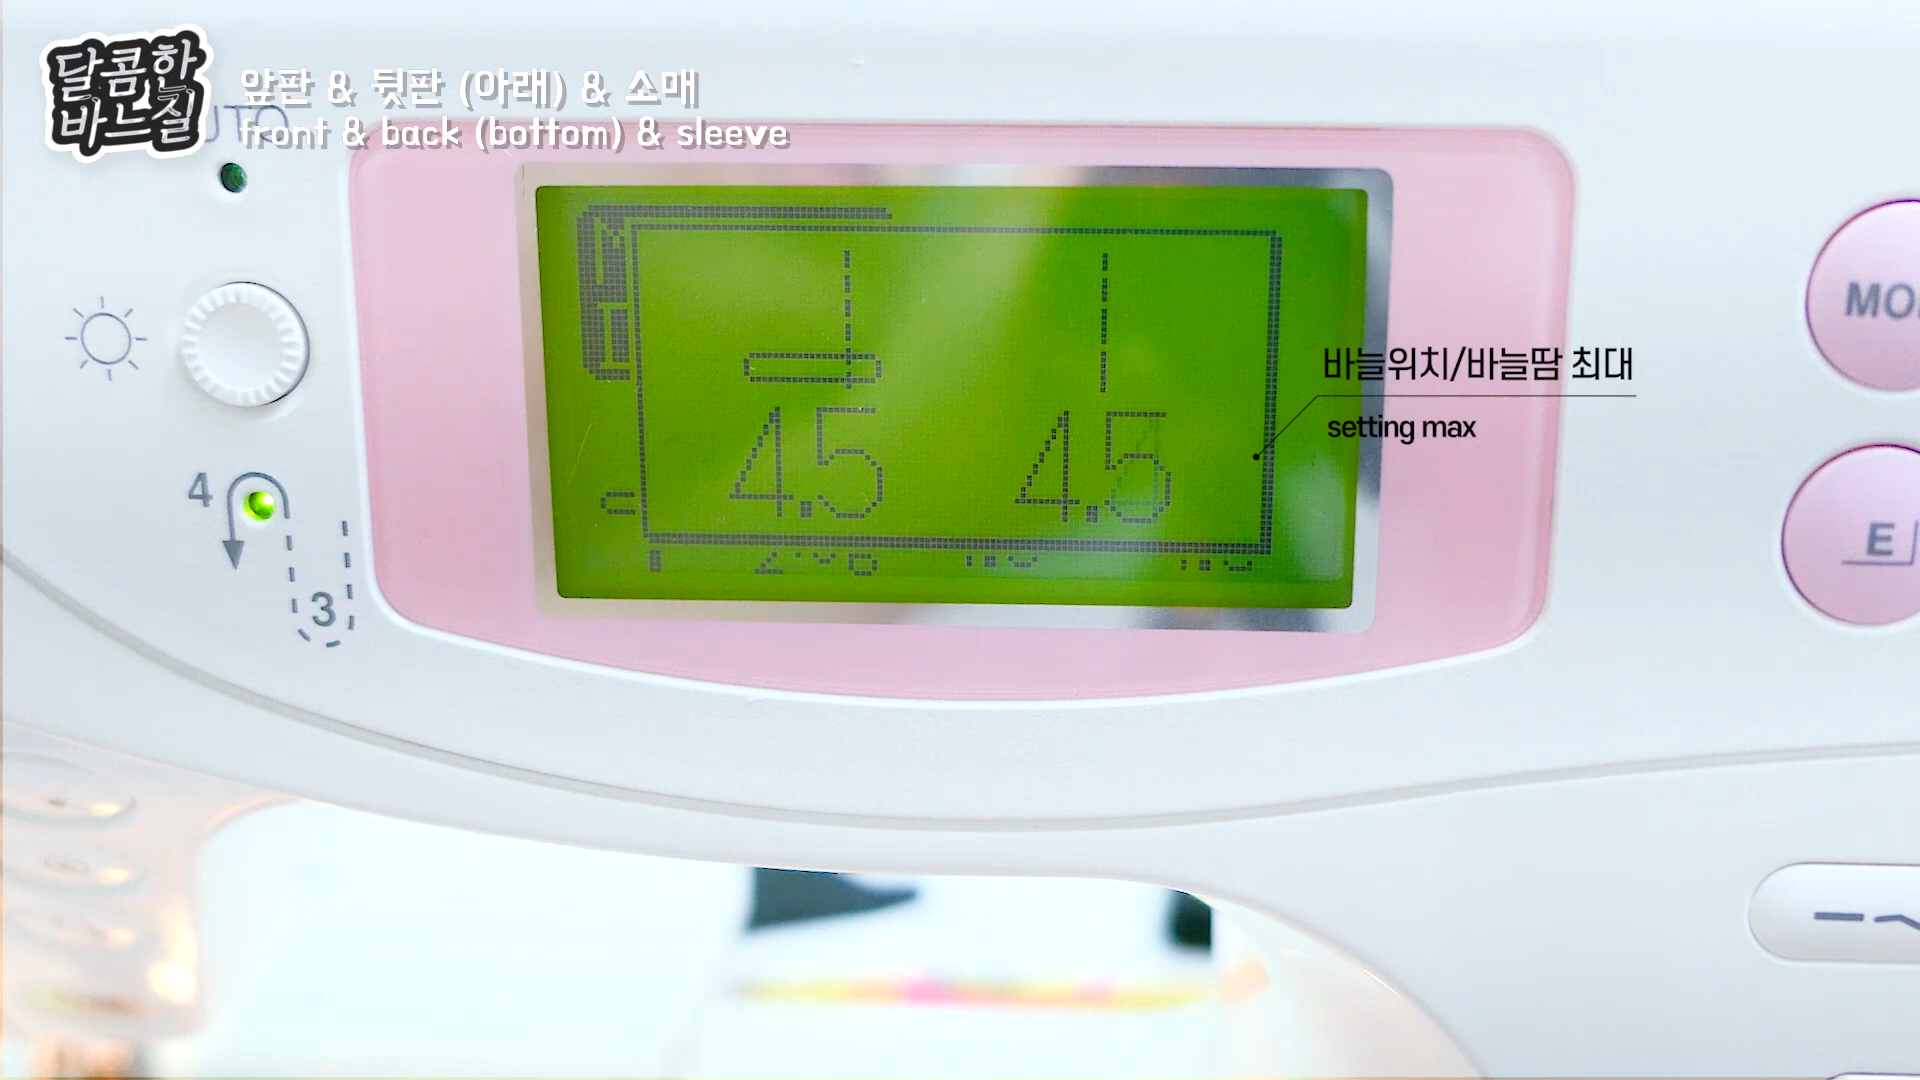 달콤한
바느질
앞판 & 뒷판 (아래) & 소매
front & back (bottom) & sleeve
4.5 4.5
바늘위치/바늘땀 최대
setting max
4
3
E